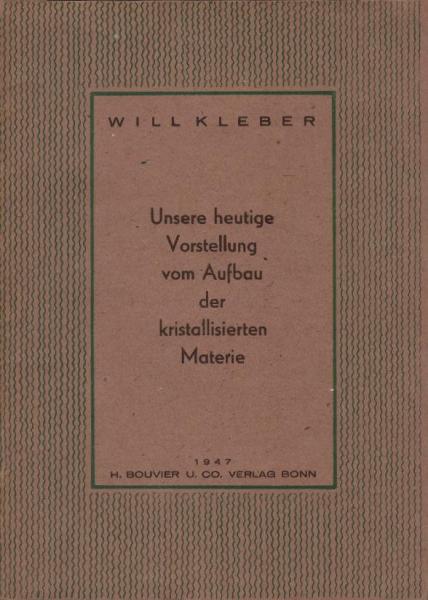 WILL KLEBER
Unsere heutige
Vorstellung
vom Aufbau
der
kristallisierten
Materie
1947
H. BOUVIER U. CO. VERLAG BONN